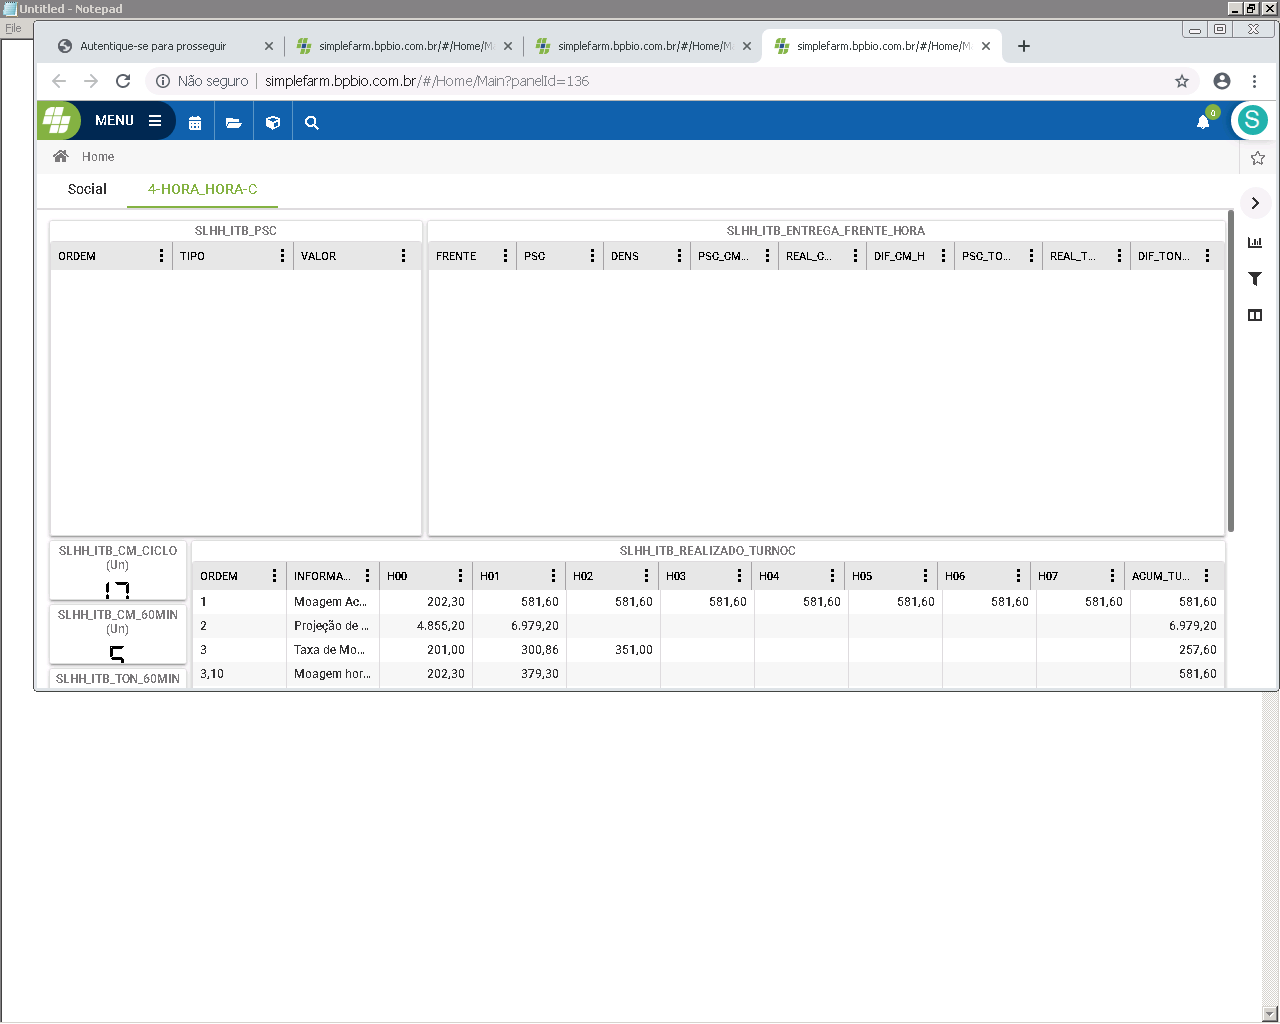 Untitled - Notepad
File
Autentique-se para prosseguir
simplefarm.bpbio.com.br/#/Home/M
simplefarm.bpbio.com.br/#/Home/M
simplefarm.bpbio.com.br/#/Home/M
Não seguro
simplefarm.bpbio.com.br/#/Home/Main?panelId=136
MENU
S
Home
Social
4-HORA_HORA-C
SLHH_ITB_PSC
ORDEM TIPO VALOR
SLHH_ITB_ENTREGA_FRENTE_HORA
FRENTE PSC DENS PSC_CM... REAL_C... DIF_CM_H PSC_TO... REAL_T... DIF_TON...
SLHH_ITB_CM_CICLO
(Un)
17
SLHH_ITB_CM_60MIN
(Un)
5
SLHH_ITB_TON_60MIN
SLHH_ITB_REALIZADO_TURNOC
ORDEM INFORMA... H00 H01 H02 H03 H04 H05 H06 H07 ACUM_TU...
1 Moagem Ac... 202,30 581,60 581,60 581,60 581,60 581,60 581,60 581,60 581,60
2 Projeção de ... 4.855,20 6.979,20 6.979,20
3 Taxa de Mo... 201,00 300,86 351,00 257,60
3,10 Moagem hor... 202,30 379,30 581,60